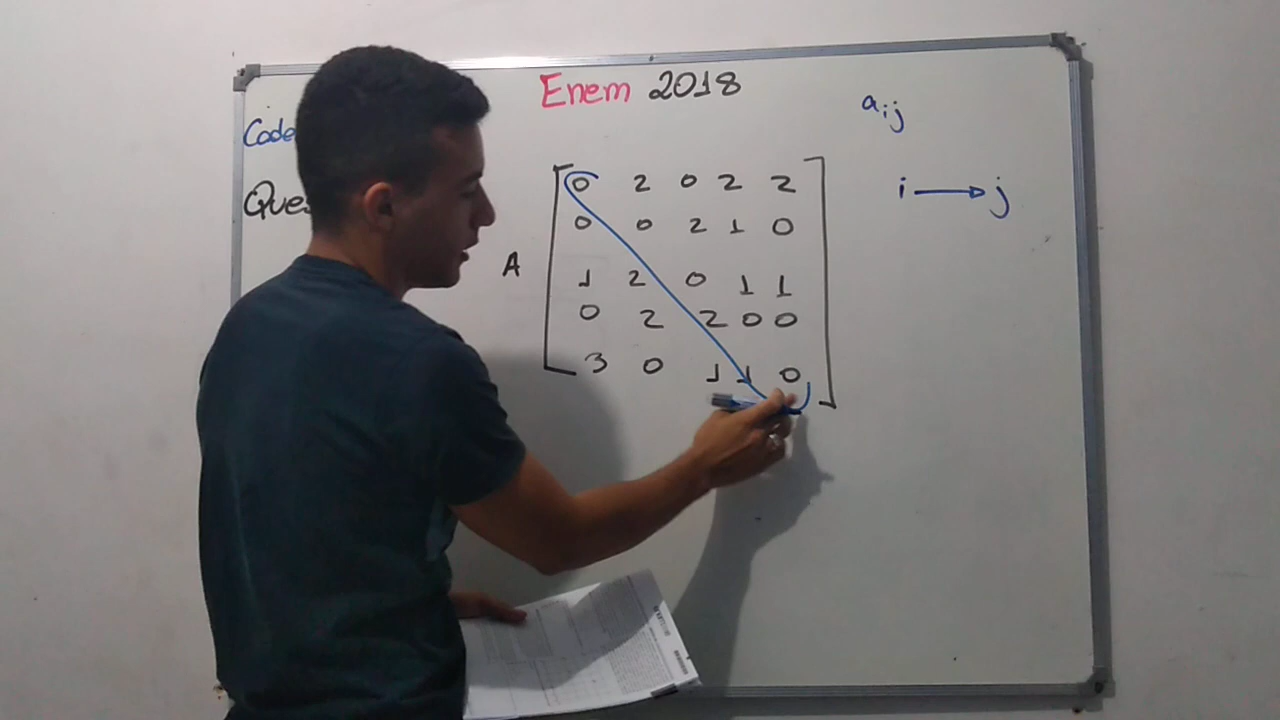 Enem 2018
Code
Ques
a ij
i → j
A
0 2 0 2 2
0 0 2 1 0
1 2 0 1 1
0 2 2 0 0
3 0 1 1 0